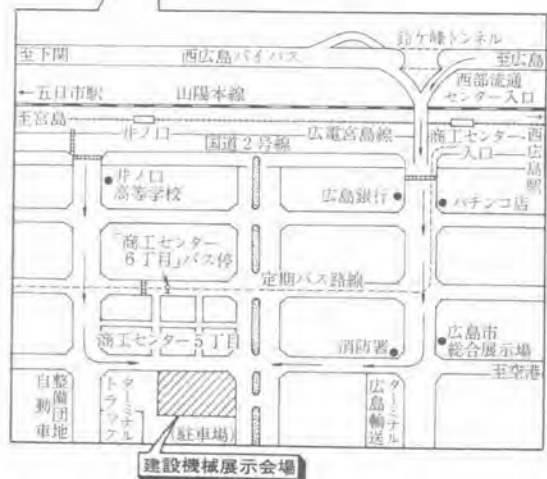 鈴ケ峰トンネル
至下関
西広島バイパス
至広島
西部流通
センター入口
←五日市駅
山陽本線
至宮島
井ノ口
広電宮島線
商工センター
入口
西広島駅→
国道2号線
井ノ口
高等学校
広島銀行
パチンコ店
「商工センター
6丁目」バス停
定期バス路線
商工センター5丁目
消防署
広島市
総合展示場
至空港
自動車
整備団地
トラック
ターミナル
(駐車場)
広島輸送
ターミナル
建設機械展示会場